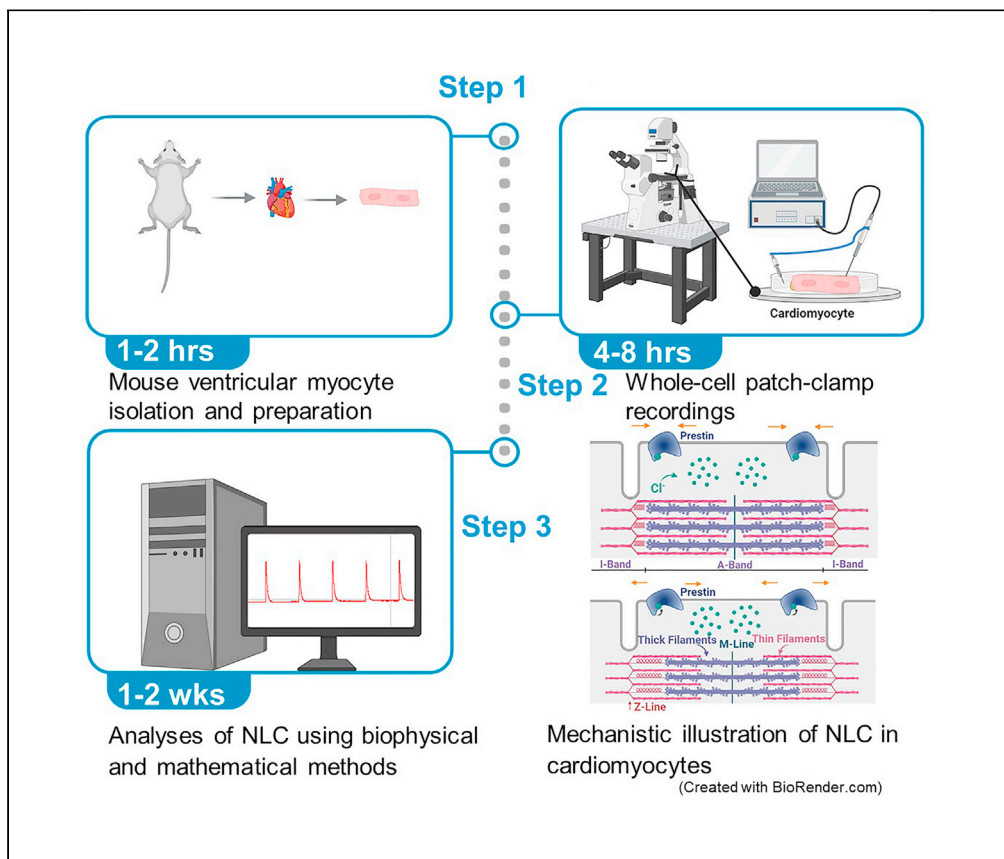 Step 1
1-2 hrs
Mouse ventricular myocyte
isolation and preparation
Cardiomyocyte
4-8 hrs
Step 2
Whole-cell patch-clamp
recordings
Step 3
1-2 wks
Analyses of NLC using biophysical
and mathematical methods
Prestin
Cl-
I-Band
A-Band
I-Band
Prestin
Thick Filaments
M-Line
Thin Filaments
Z-Line
Mechanistic illustration of NLC in
cardiomyocytes
(Created with BioRender.com)